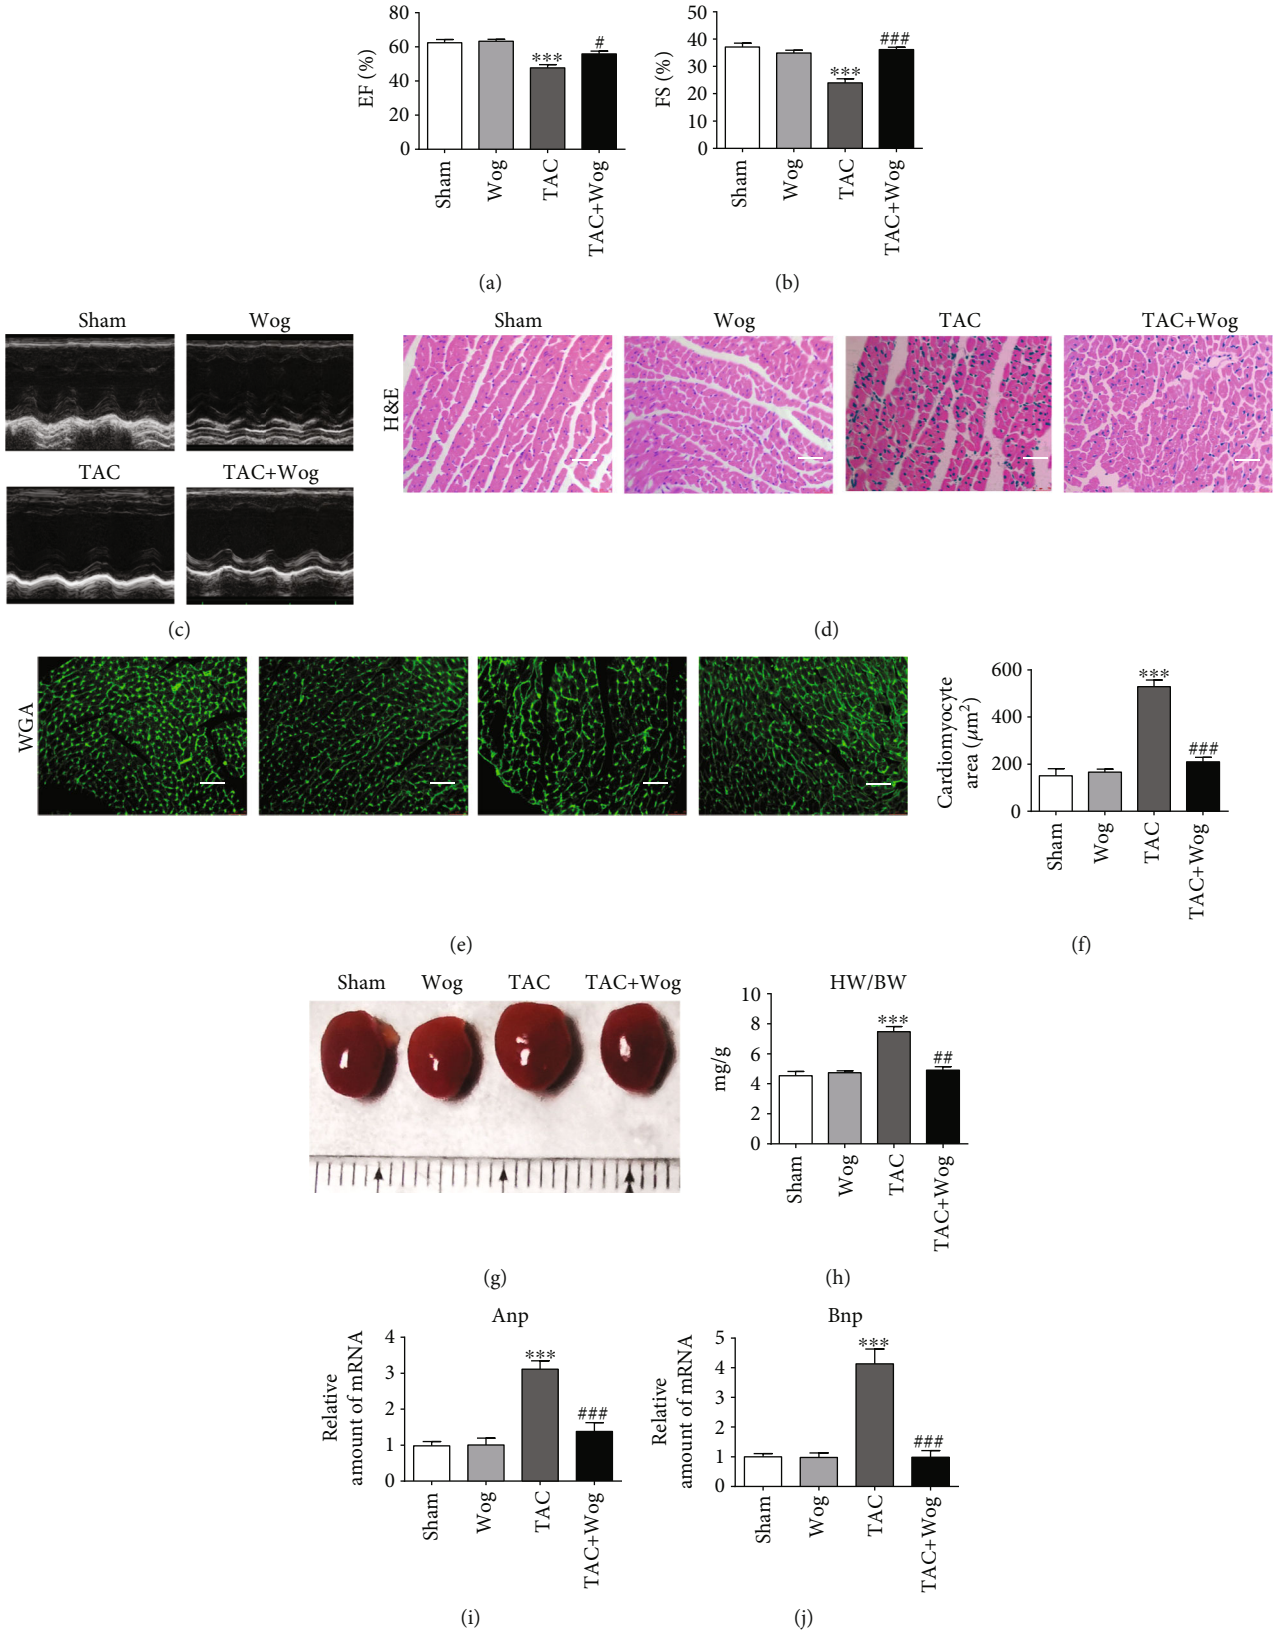 80
60
40
20
0
EF (%)
***
#
Sham
Wog
TAC
TAC+Wog
(a)
50
40
30
20
10
0
FS (%)
***
###
Sham
Wog
TAC
TAC+Wog
(b)
Sham
Wog
TAC
TAC+Wog
(c)
H&E
Sham
Wog
TAC
TAC+Wog
(d)
WGA
(e)
600
400
200
0
Cardiomyocyte
area (μm²)
***
###
Sham
Wog
TAC
TAC+Wog
(f)
Sham
Wog
TAC
TAC+Wog
(g)
HW/BW
10
8
6
4
2
0
mg/g
***
##
Sham
Wog
TAC
TAC+Wog
(h)
Anp
4
3
2
1
0
Relative
amount of mRNA
***
###
Sham
Wog
TAC
TAC+Wog
(i)
Bnp
5
4
3
2
1
0
Relative
amount of mRNA
***
###
Sham
Wog
TAC
TAC+Wog
(j)